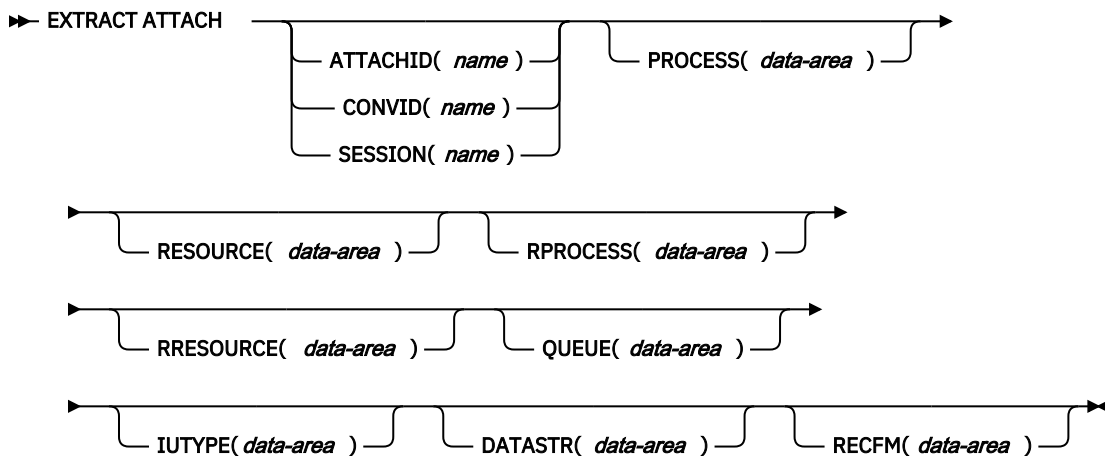 EXTRACT ATTACH
ATTACHID( name )
PROCESS( data-area )
CONVID( name )
SESSION( name )
RESOURCE( data-area )
RPROCESS( data-area )
RRESOURCE( data-area )
QUEUE( data-area )
IUTYPE( data-area )
DATASTR( data-area )
RECFM( data-area )